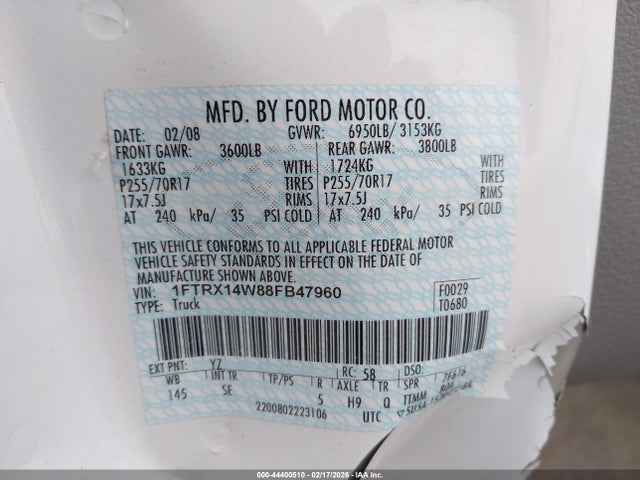 MFD. BY FORD MOTOR CO.
DATE: 02/08 GVWR: 6950LB/ 3153KG
FRONT GAWR: 3600LB REAR GAWR: 3800LB
1633KG WITH 1724KG WITH
P255/70R17 TIRES P255/70R17 TIRES
17x7.5J RIMS 17x7.5J RIMS
AT 240 kPa/ 35 PSI COLD AT 240 kPa/ 35 PSI COLD
THIS VEHICLE CONFORMS TO ALL APPLICABLE FEDERAL MOTOR
VEHICLE SAFETY STANDARDS IN EFFECT ON THE DATE OF
MANUFACTURE SHOWN ABOVE.
VIN: 1FTRX14W88FB47960 F0029
TYPE: Truck T0680
EXT PNT: YZ RC: 58 DSO:
WB INT TR TP/PS R AXLE TR SPR 7F616
145 SE 5 H9 Q TTMM
2200802223106 UTC
000-44400510 - 02/17/2026 - IAA Inc.